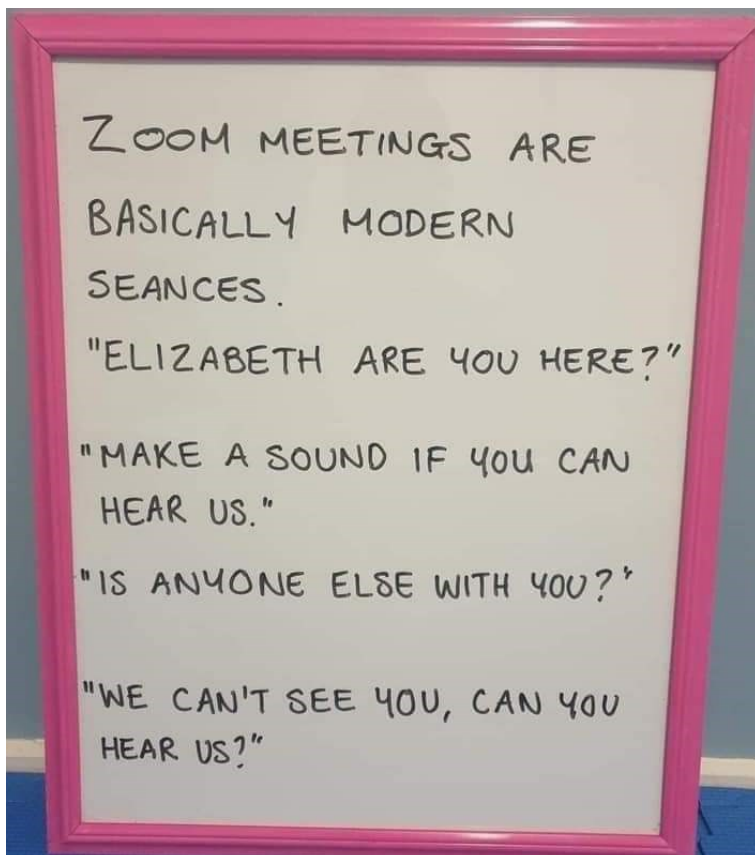 ZOOM MEETINGS ARE
BASICALLY MODERN
SEANCES.
"ELIZABETH ARE YOU HERE?"
"MAKE A SOUND IF YOU CAN
HEAR US."
"IS ANYONE ELSE WITH YOU?"
"WE CAN'T SEE YOU, CAN YOU
HEAR US?"